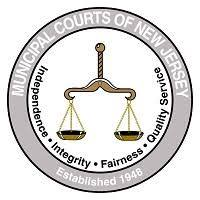 MUNICIPAL COURTS OF NEW JERSEY
Independence • Integrity • Fairness • Quality Service
Established 1948